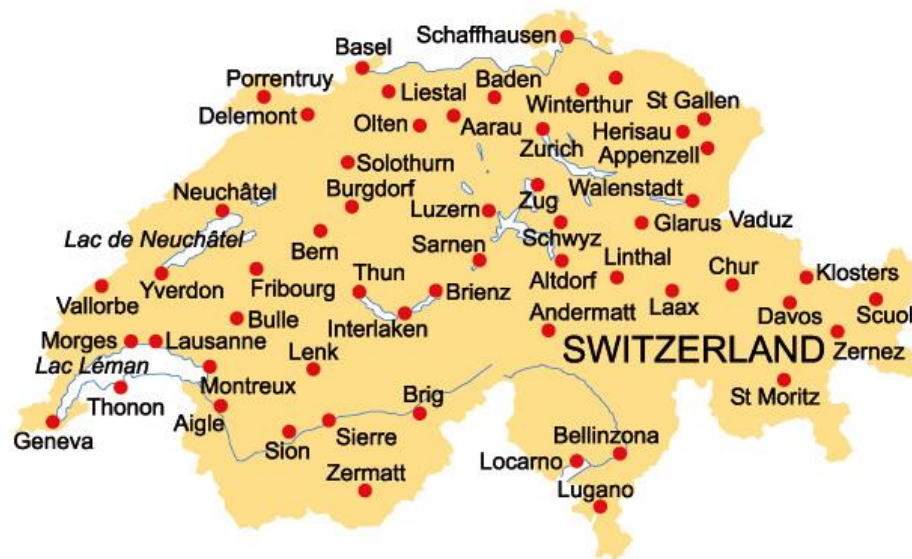 Schaffhausen
Basel
Porrentruy
Baden
Liestal
Winterthur
St Gallen
Delemont
Olten
Aarau
Herisau
Zurich
Appenzell
Solothurn
Neuchâtel
Burgdorf
Zug
Walenstadt
Luzern
Glarus
Vaduz
Lac de Neuchâtel
Bern
Sarnen
Schwyz
Linthal
Chur
Klosters
Thun
Altdorf
Yverdon
Fribourg
Brienz
Vallorbe
Laax
Davos
Scuol
Bulle
Interlaken
Andermatt
Morges
Lausanne
Lenk
SWITZERLAND
Zernez
Lac Léman
Montreux
Thonon
Brig
St Moritz
Aigle
Geneva
Sion
Sierre
Bellinzona
Locarno
Zermatt
Lugano